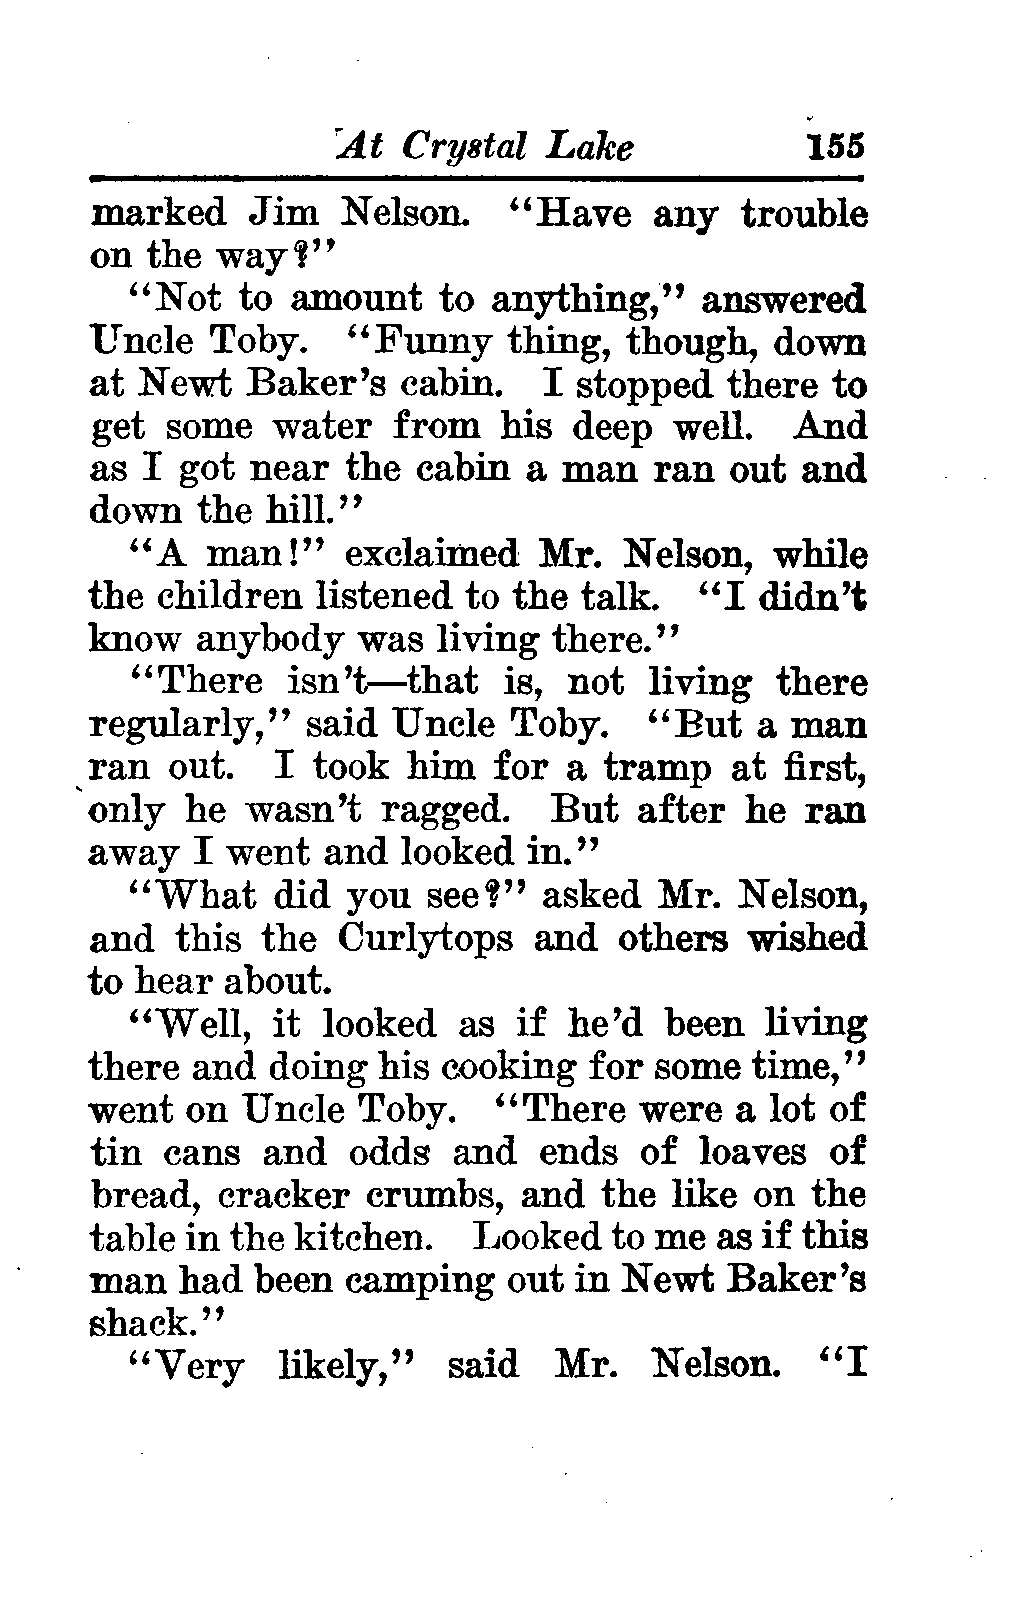 At Crystal Lake 155
marked Jim Nelson. "Have any trouble
on the way?"
"Not to amount to anything," answered
Uncle Toby. "Funny thing, though, down
at Newt Baker's cabin. I stopped there to
get some water from his deep well. And
as I got near the cabin a man ran out and
down the hill."
"A man!" exclaimed Mr. Nelson, while
the children listened to the talk. "I didn't
know anybody was living there."
"There isn't—that is, not living there
regularly," said Uncle Toby. "But a man
ran out. I took him for a tramp at first,
only he wasn't ragged. But after he ran
away I went and looked in."
"What did you see?" asked Mr. Nelson,
and this the Curlytops and others wished
to hear about.
"Well, it looked as if he'd been living
there and doing his cooking for some time,"
went on Uncle Toby. "There were a lot of
tin cans and odds and ends of loaves of
bread, cracker crumbs, and the like on the
table in the kitchen. Looked to me as if this
man had been camping out in Newt Baker's
shack."
"Very likely," said Mr. Nelson. "I